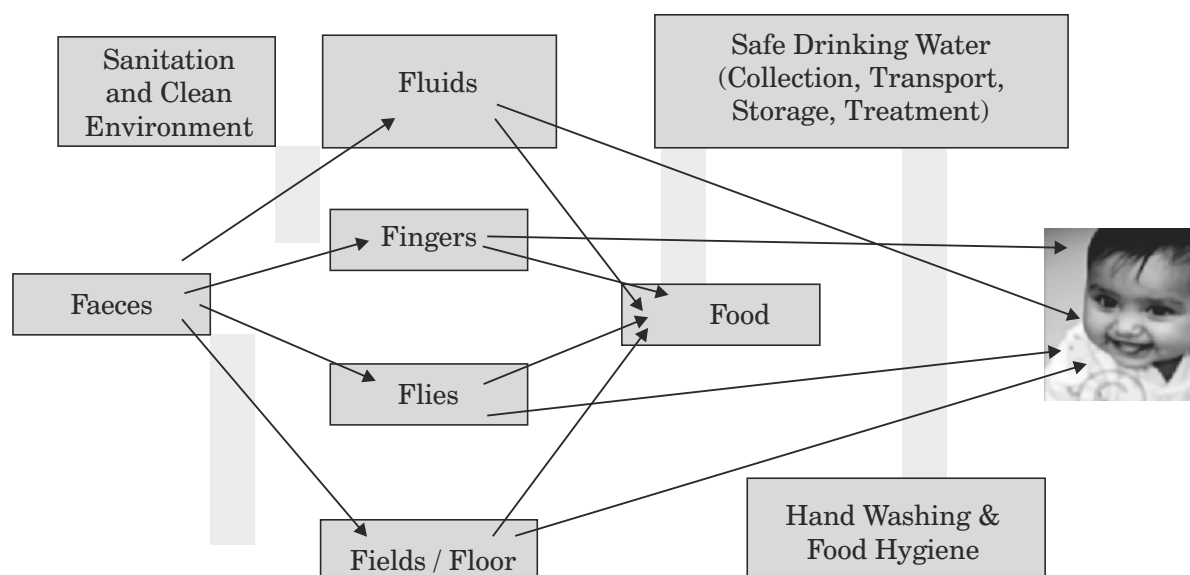 Sanitation
and Clean
Environment
Fluids
Safe Drinking Water
(Collection, Transport,
Storage, Treatment)
Fingers
Faeces
Food
Flies
Fields / Floor
Hand Washing &
Food Hygiene